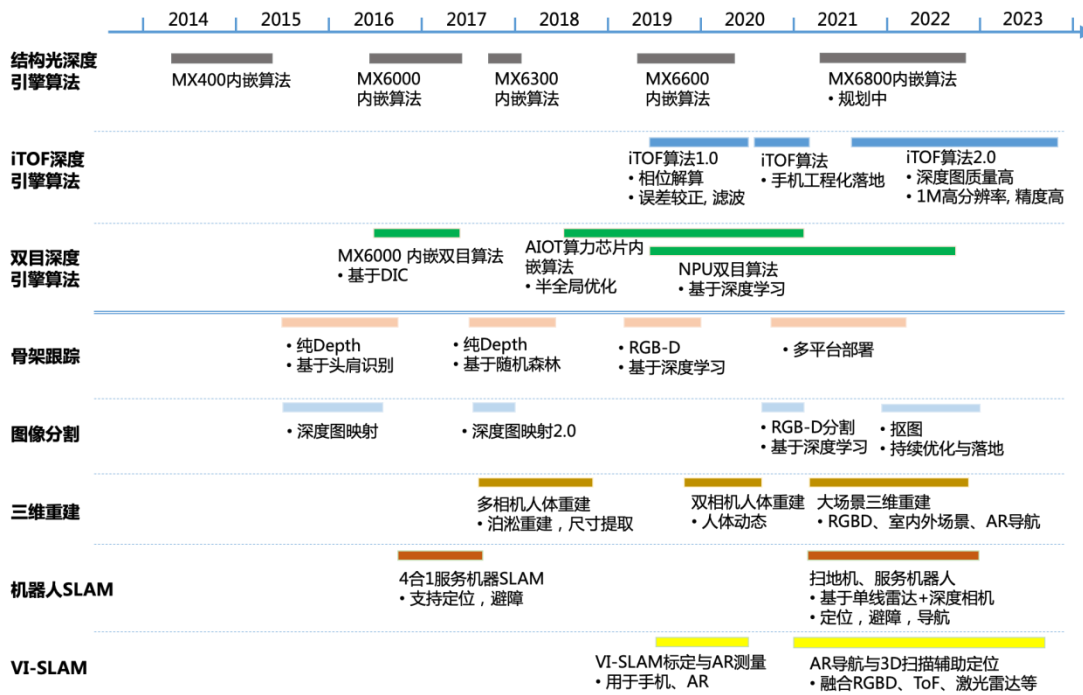 2014 2015 2016 2017 2018 2019 2020 2021 2022 2023
结构光深度
引擎算法
MX400内嵌算法
MX6000
内嵌算法
MX6300
内嵌算法
MX6600
内嵌算法
MX6800内嵌算法
• 规划中
iTOF深度
引擎算法
iTOF算法1.0
• 相位解算
• 误差较正, 滤波
iTOF算法
• 手机工程化落地
iTOF算法2.0
• 深度图质量高
• 1M高分辨率, 精度高
双目深度
引擎算法
MX6000 内嵌双目算法
• 基于DIC
AIOT算力芯片内
嵌算法
• 半全局优化
NPU双目算法
• 基于深度学习
骨架跟踪
• 纯Depth
• 基于头肩识别
• 纯Depth
• 基于随机森林
• RGB-D
• 基于深度学习
• 多平台部署
图像分割
• 深度图映射
• 深度图映射2.0
• RGB-D分割
• 基于深度学习
• 抠图
• 持续优化与落地
三维重建
多相机人体重建
• 泊淞重建，尺寸提取
双相机人体重建
• 人体动态
大场景三维重建
• RGBD、室内外场景、AR导航
机器人SLAM
4合1服务机器SLAM
• 支持定位，避障
扫地机、服务机器人
• 基于单线雷达+深度相机
• 定位，避障，导航
VI-SLAM
VI-SLAM标定与AR测量
• 用于手机、AR
AR导航与3D扫描辅助定位
• 融合RGBD、ToF、激光雷达等